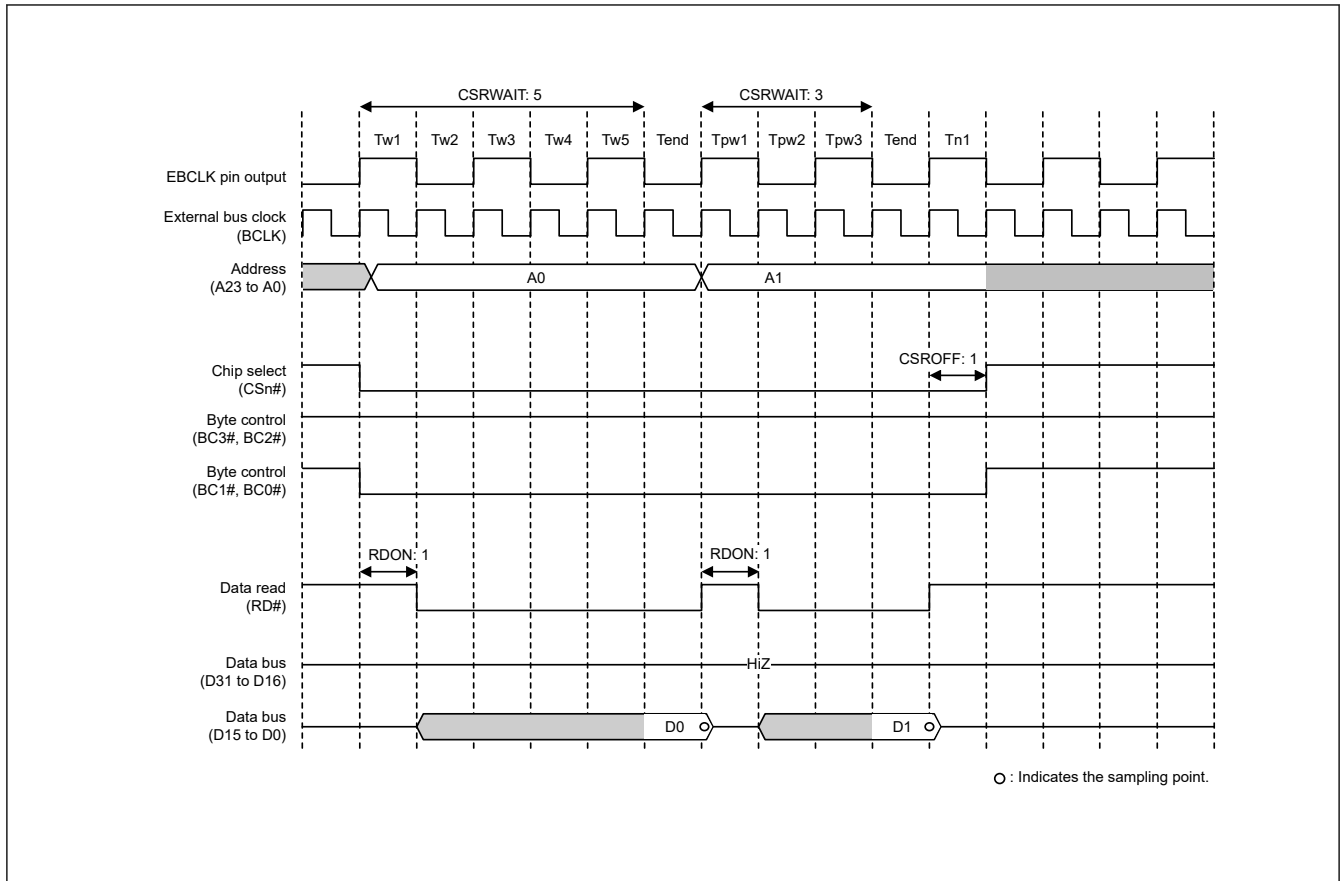 CSRWAIT: 5 CSRWAIT: 3
Tw1 Tw2 Tw3 Tw4 Tw5 Tend Tpw1 Tpw2 Tpw3 Tend Tn1
EBCLK pin output
External bus clock
(BCLK)
Address
(A23 to A0)
A0 A1
CSROFF: 1
Chip select
(CSn#)
Byte control
(BC3#, BC2#)
Byte control
(BC1#, BC0#)
RDON: 1 RDON: 1
Data read
(RD#)
Data bus
(D31 to D16)
HiZ
Data bus
(D15 to D0)
D0 D1
: Indicates the sampling point.